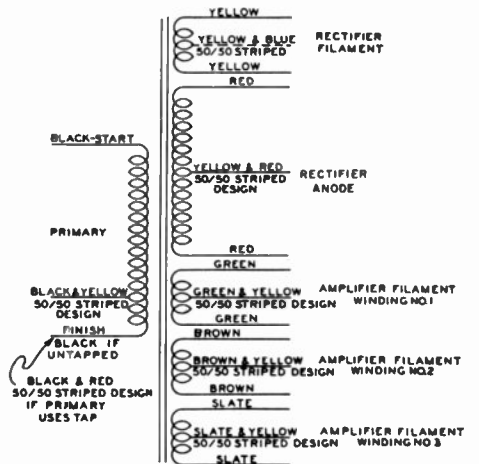 YELLOW
YELLOW & BLUE
50/50 STRIPED
YELLOW
RECTIFIER
FILAMENT
RED
YELLOW & RED
50/50 STRIPED
DESIGN
RED
RECTIFIER
ANODE
BLACK-START
PRIMARY
BLACK & YELLOW
50/50 STRIPED
DESIGN
FINISH
BLACK IF
UNTAPPED
BLACK & RED
50/50 STRIPED DESIGN
IF PRIMARY
USES TAP
GREEN
GREEN & YELLOW
50/50 STRIPED DESIGN
GREEN
AMPLIFIER FILAMENT
WINDING NO.1
BROWN
BROWN & YELLOW
50/50 STRIPED DESIGN
BROWN
AMPLIFIER FILAMENT
WINDING NO.2
SLATE
SLATE & YELLOW
50/50 STRIPED DESIGN
SLATE
AMPLIFIER FILAMENT
WINDING NO 3